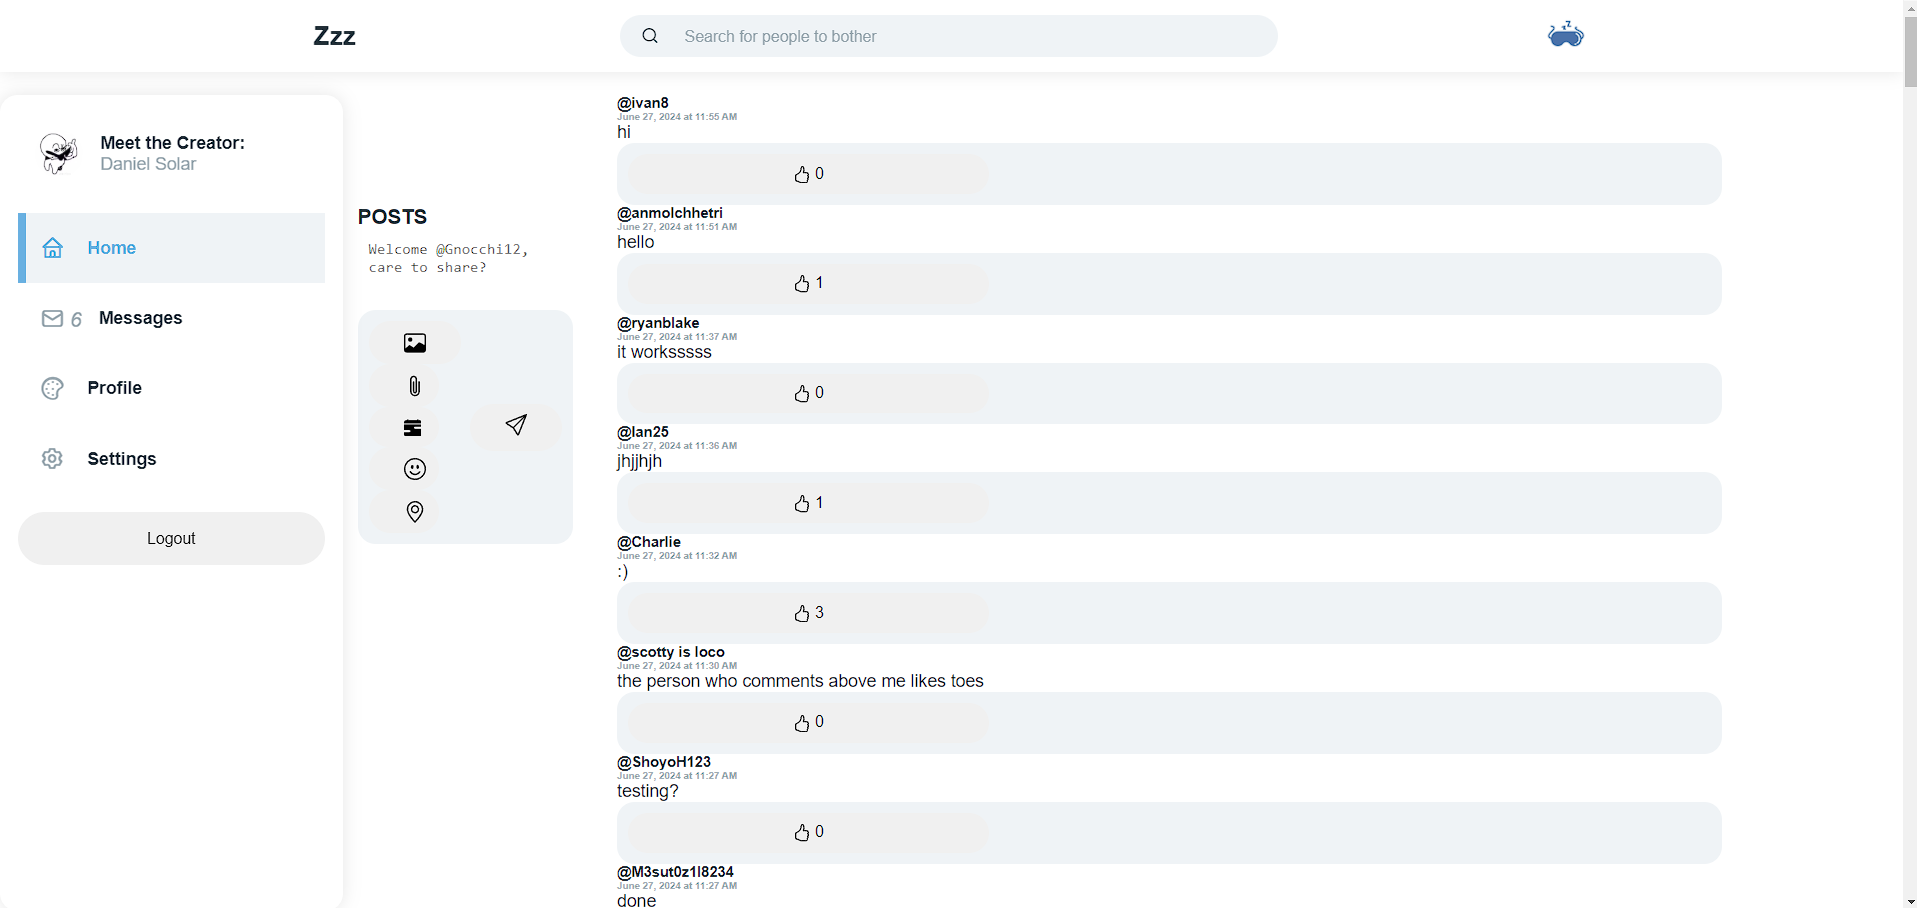 Zzz
Search for people to bother
Meet the Creator:
Daniel Solar
Home
6 Messages
Profile
Settings
Logout
POSTS
Welcome @Gnocchi12,
care to share?
@ivan8
June 27, 2024 at 11:55 AM
hi
0
@anmolchhetri
June 27, 2024 at 11:51 AM
hello
1
@ryanblake
June 27, 2024 at 11:37 AM
it worksssss
0
@Ian25
June 27, 2024 at 11:36 AM
jhjjhjh
1
@Charlie
June 27, 2024 at 11:32 AM
:)
3
@scotty is loco
June 27, 2024 at 11:30 AM
the person who comments above me likes toes
0
@ShoyoH123
June 27, 2024 at 11:27 AM
testing?
0
@M3sut0z1l8234
June 27, 2024 at 11:27 AM
done